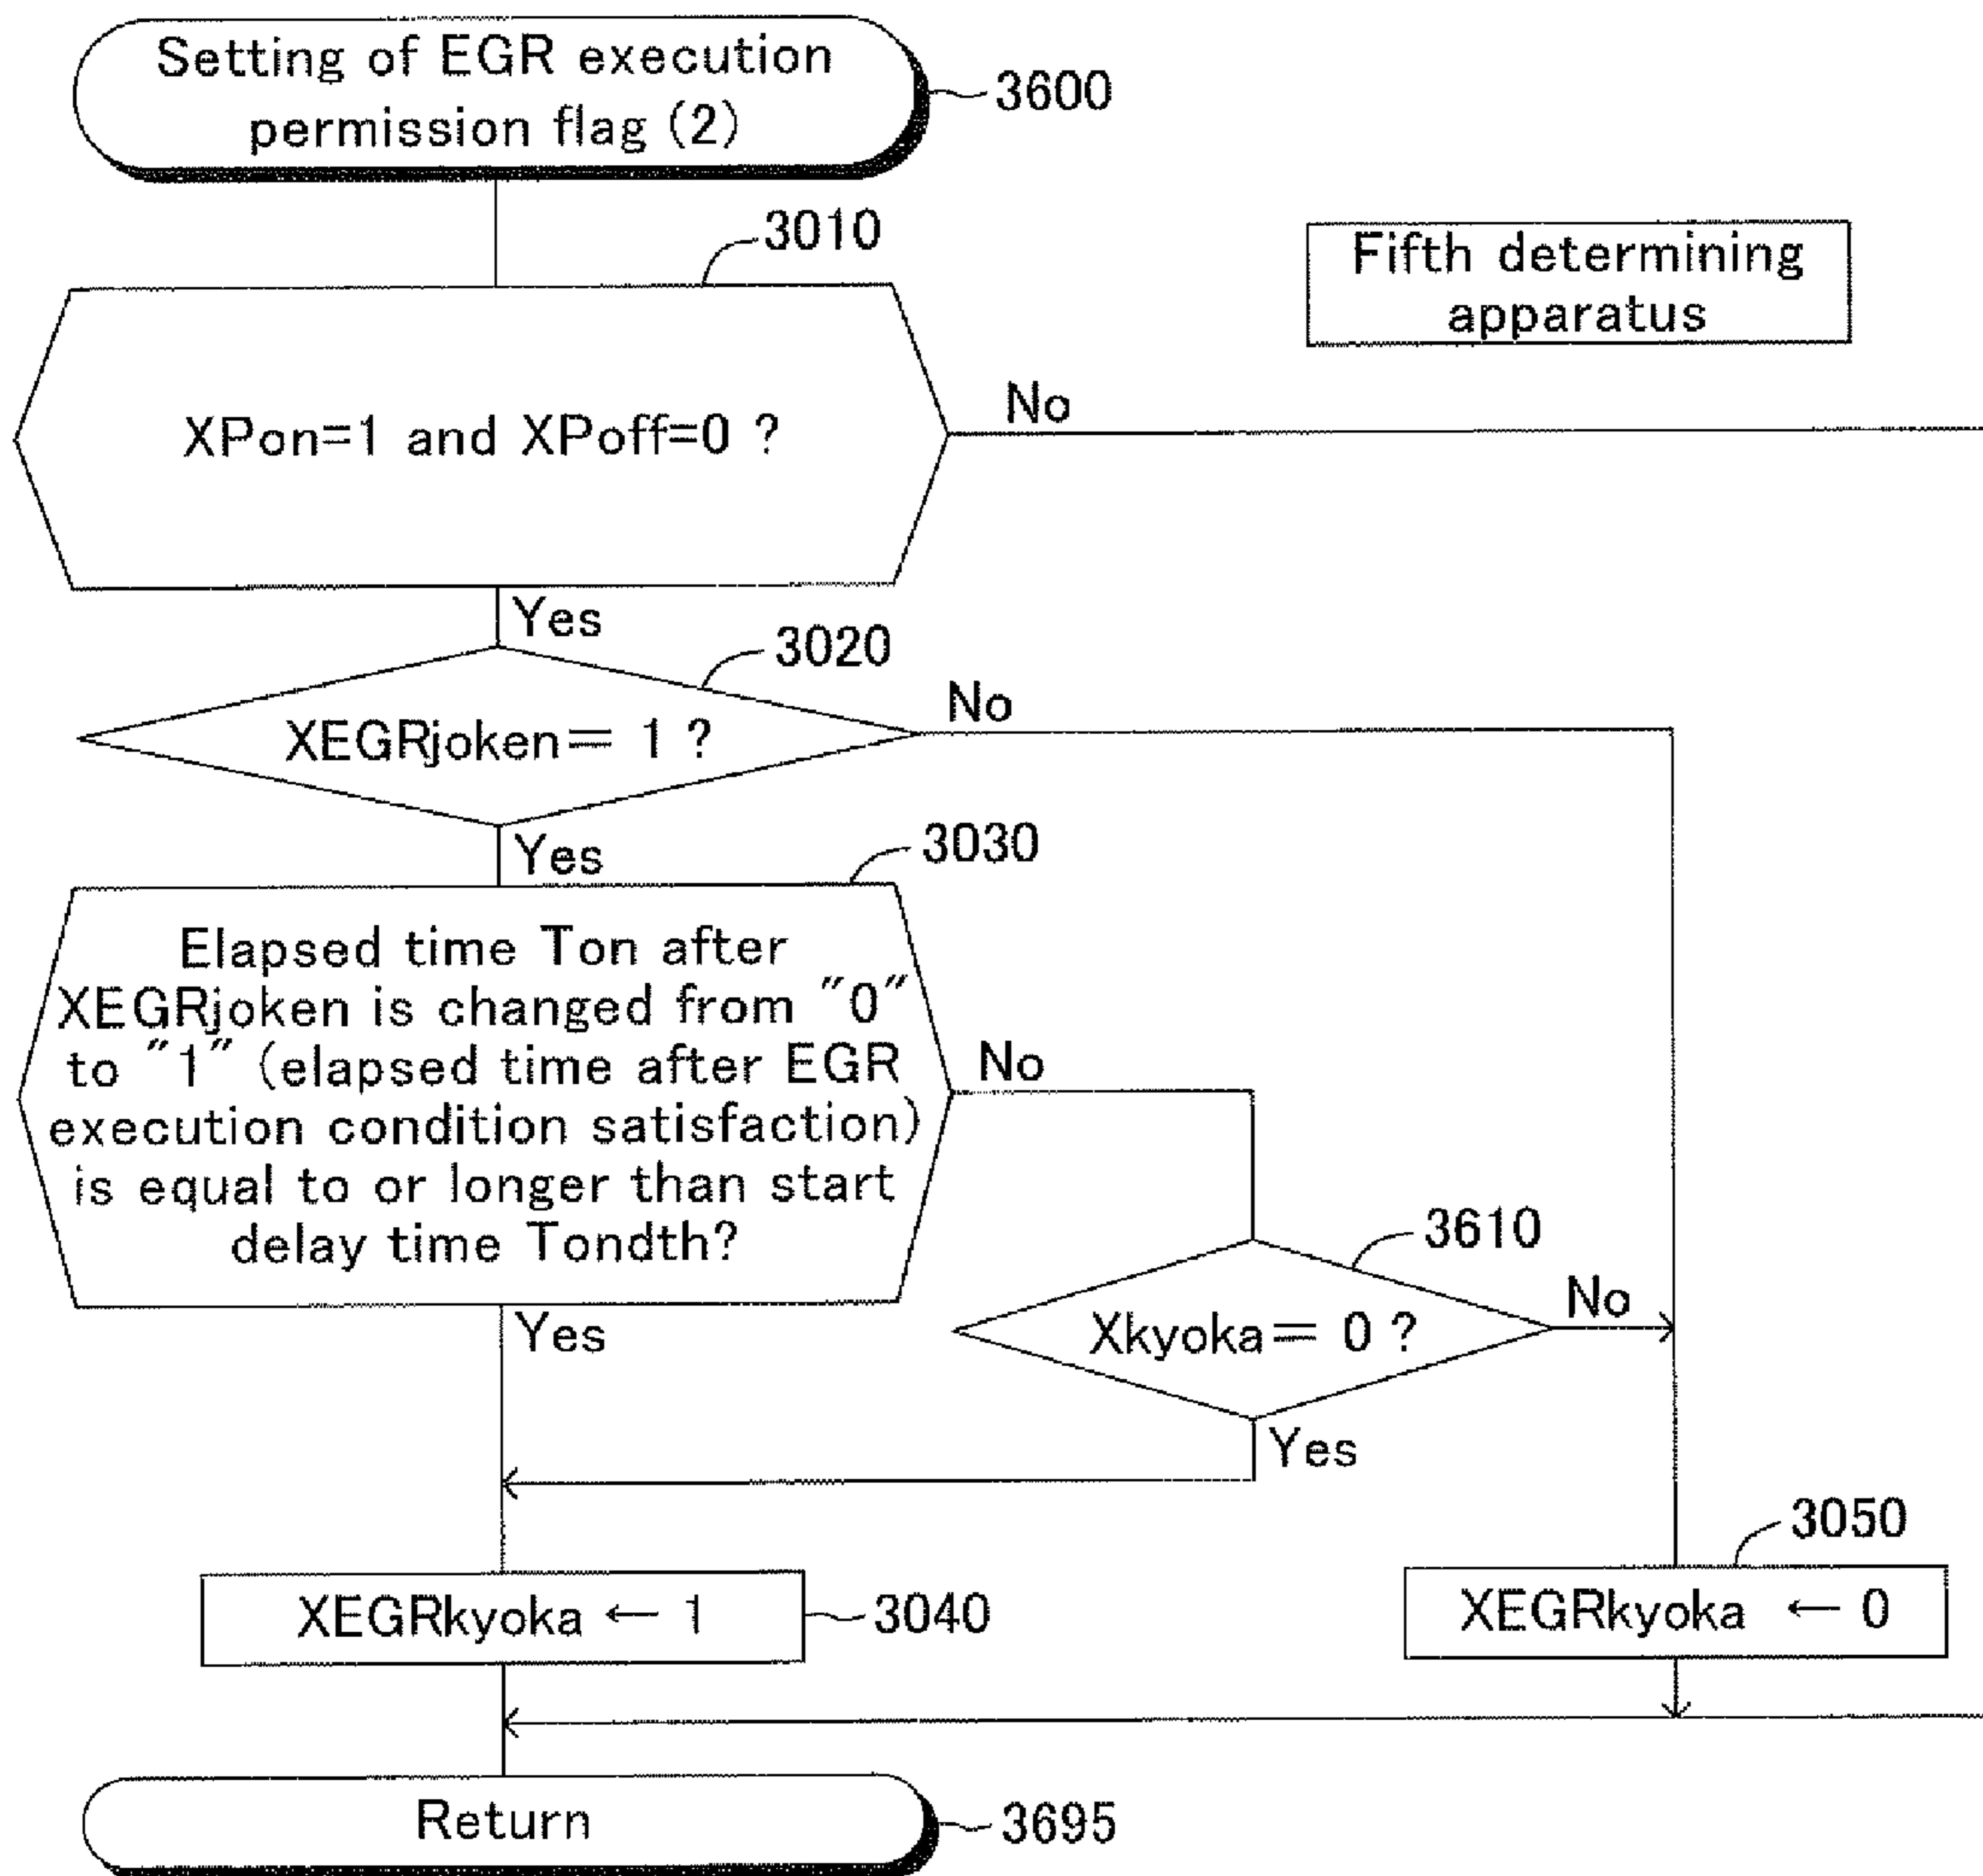 Setting of EGR execution
permission flag (2)
3600
3010
Fifth determining
apparatus
XPon=1 and XPoff=0 ?
No
Yes
3020
XEGRjoken= 1 ?
No
Yes
3030
Elapsed time Ton after
XEGRjoken is changed from "0"
to "1" (elapsed time after EGR
execution condition satisfaction)
is equal to or longer than start
delay time Tondth?
No
Yes
3610
Xkyoka= 0 ?
No
Yes
XEGRkyoka ← 1
3040
3050
XEGRkyoka ← 0
Return
3695